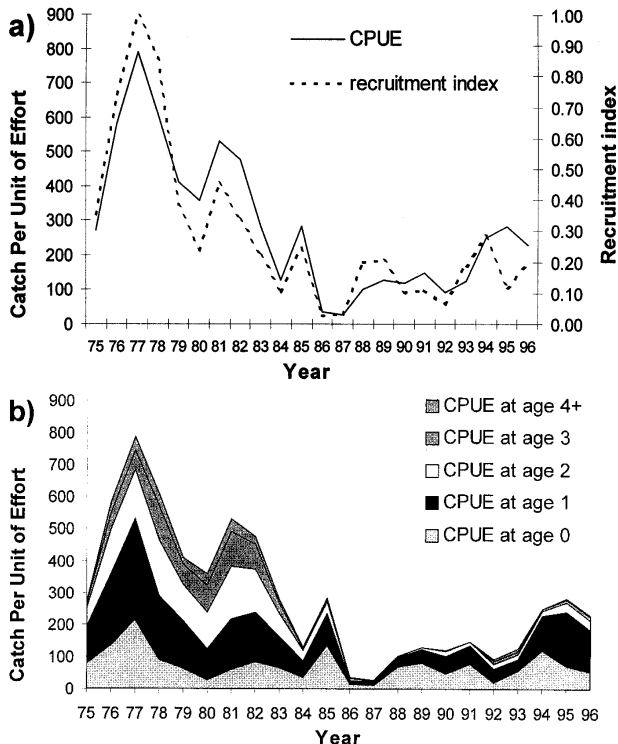 a)
900
800
700
600
500
400
300
200
100
0
Catch Per Unit of Effort
CPUE
recruitment index
1.00
0.90
0.80
0.70
0.60
0.50
0.40
0.30
0.20
0.10
0.00
Recruitment index
75 76 77 78 79 80 81 82 83 84 85 86 87 88 89 90 91 92 93 94 95 96
Year
b)
900
800
700
600
500
400
300
200
100
0
Catch Per Unit of Effort
CPUE at age 4+
CPUE at age 3
CPUE at age 2
CPUE at age 1
CPUE at age 0
75 76 77 78 79 80 81 82 83 84 85 86 87 88 89 90 91 92 93 94 95 96
Year